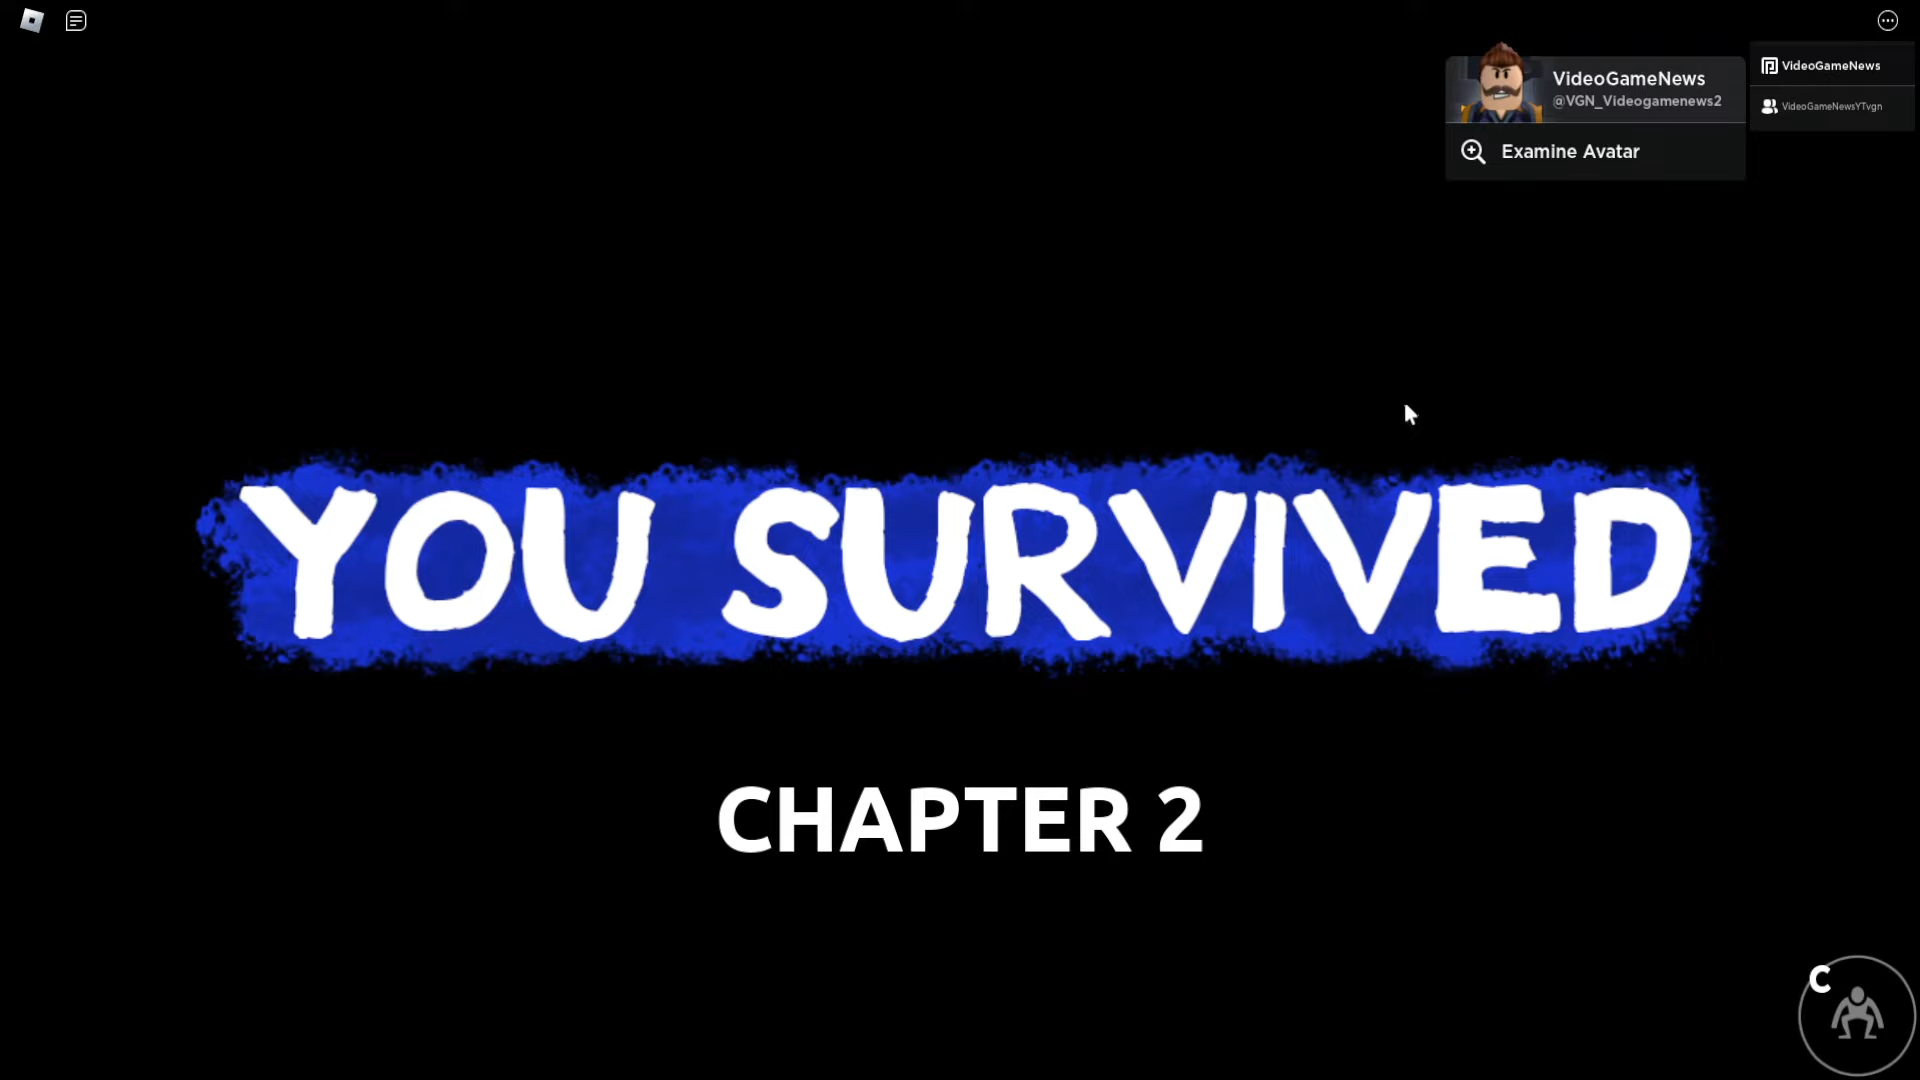 VideoGameNews
@VGN_Videogamenews2
Examine Avatar
VideoGameNews
VideoGameNewsYTvgn
YOU SURVIVED
CHAPTER 2
C